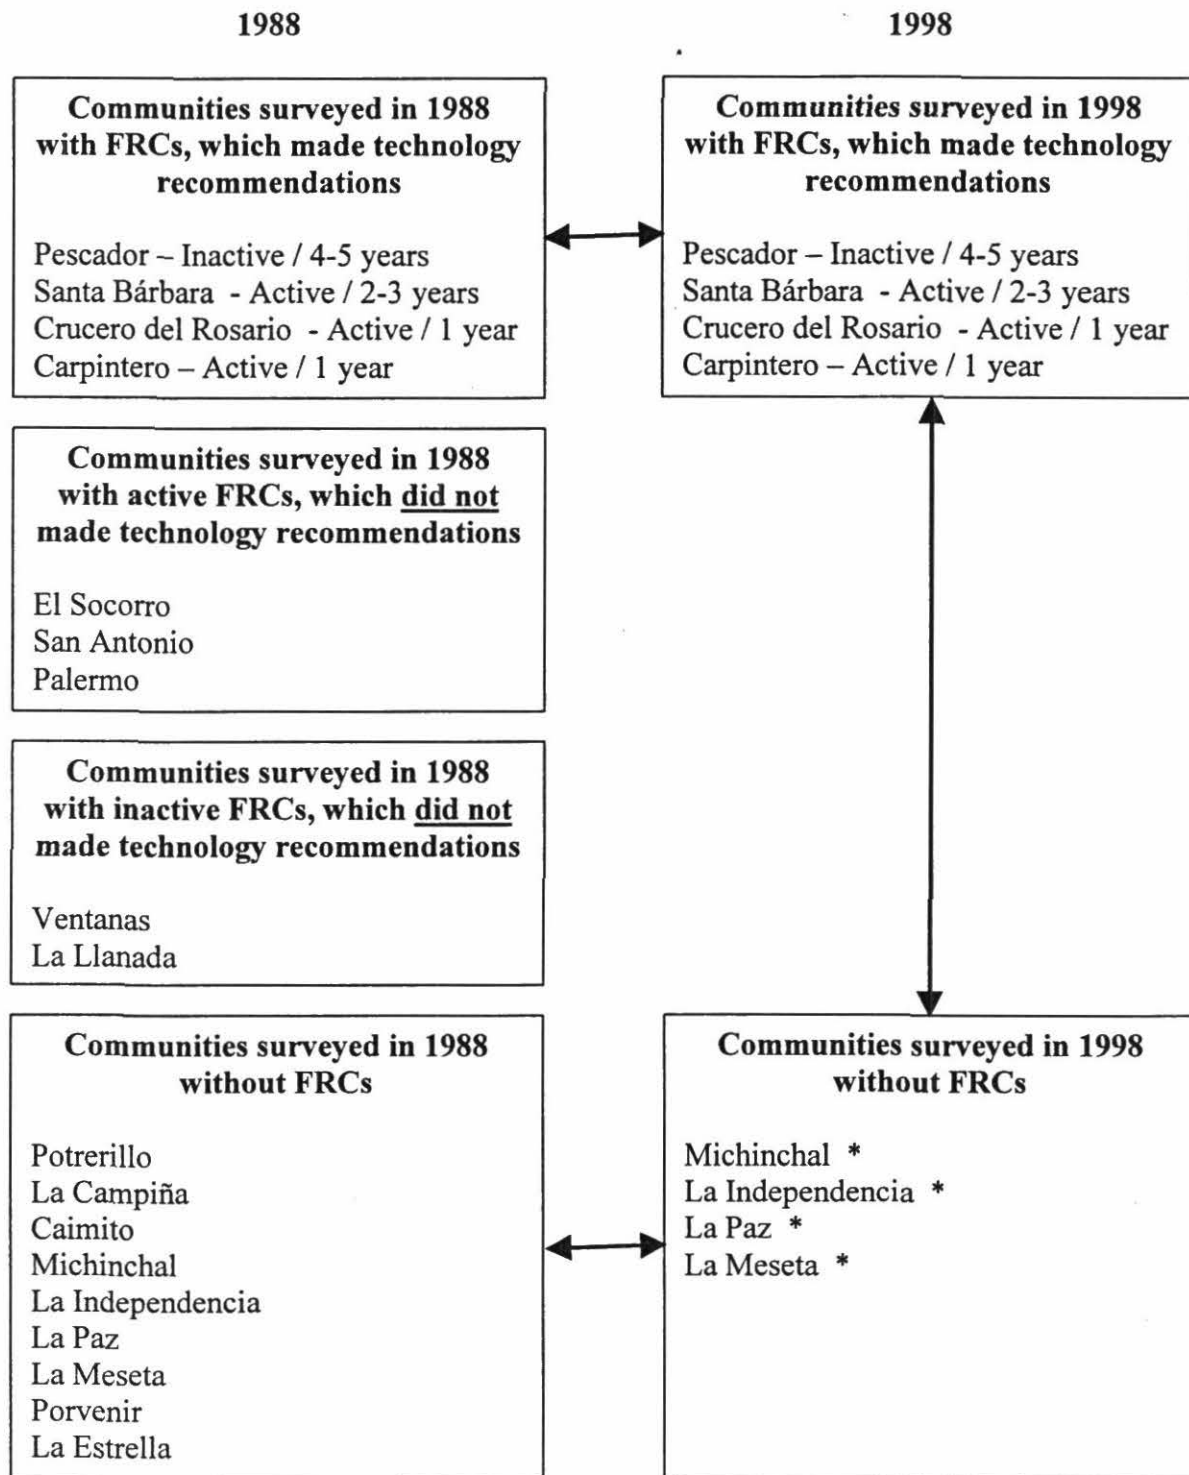 1988
1998
Communities surveyed in 1988
with FRCs, which made technology
recommendations
Pescador – Inactive / 4-5 years
Santa Bárbara - Active / 2-3 years
Crucero del Rosario - Active / 1 year
Carpintero – Active / 1 year
Communities surveyed in 1998
with FRCs, which made technology
recommendations
Pescador – Inactive / 4-5 years
Santa Bárbara - Active / 2-3 years
Crucero del Rosario - Active / 1 year
Carpintero – Active / 1 year
Communities surveyed in 1988
with active FRCs, which did not
made technology recommendations
El Socorro
San Antonio
Palermo
Communities surveyed in 1988
with inactive FRCs, which did not
made technology recommendations
Ventanas
La Llanada
Communities surveyed in 1988
without FRCs
Potrerillo
La Campiña
Caimito
Michinchal
La Independencia
La Paz
La Meseta
Porvenir
La Estrella
Communities surveyed in 1998
without FRCs
Michinchal *
La Independencia *
La Paz *
La Meseta *